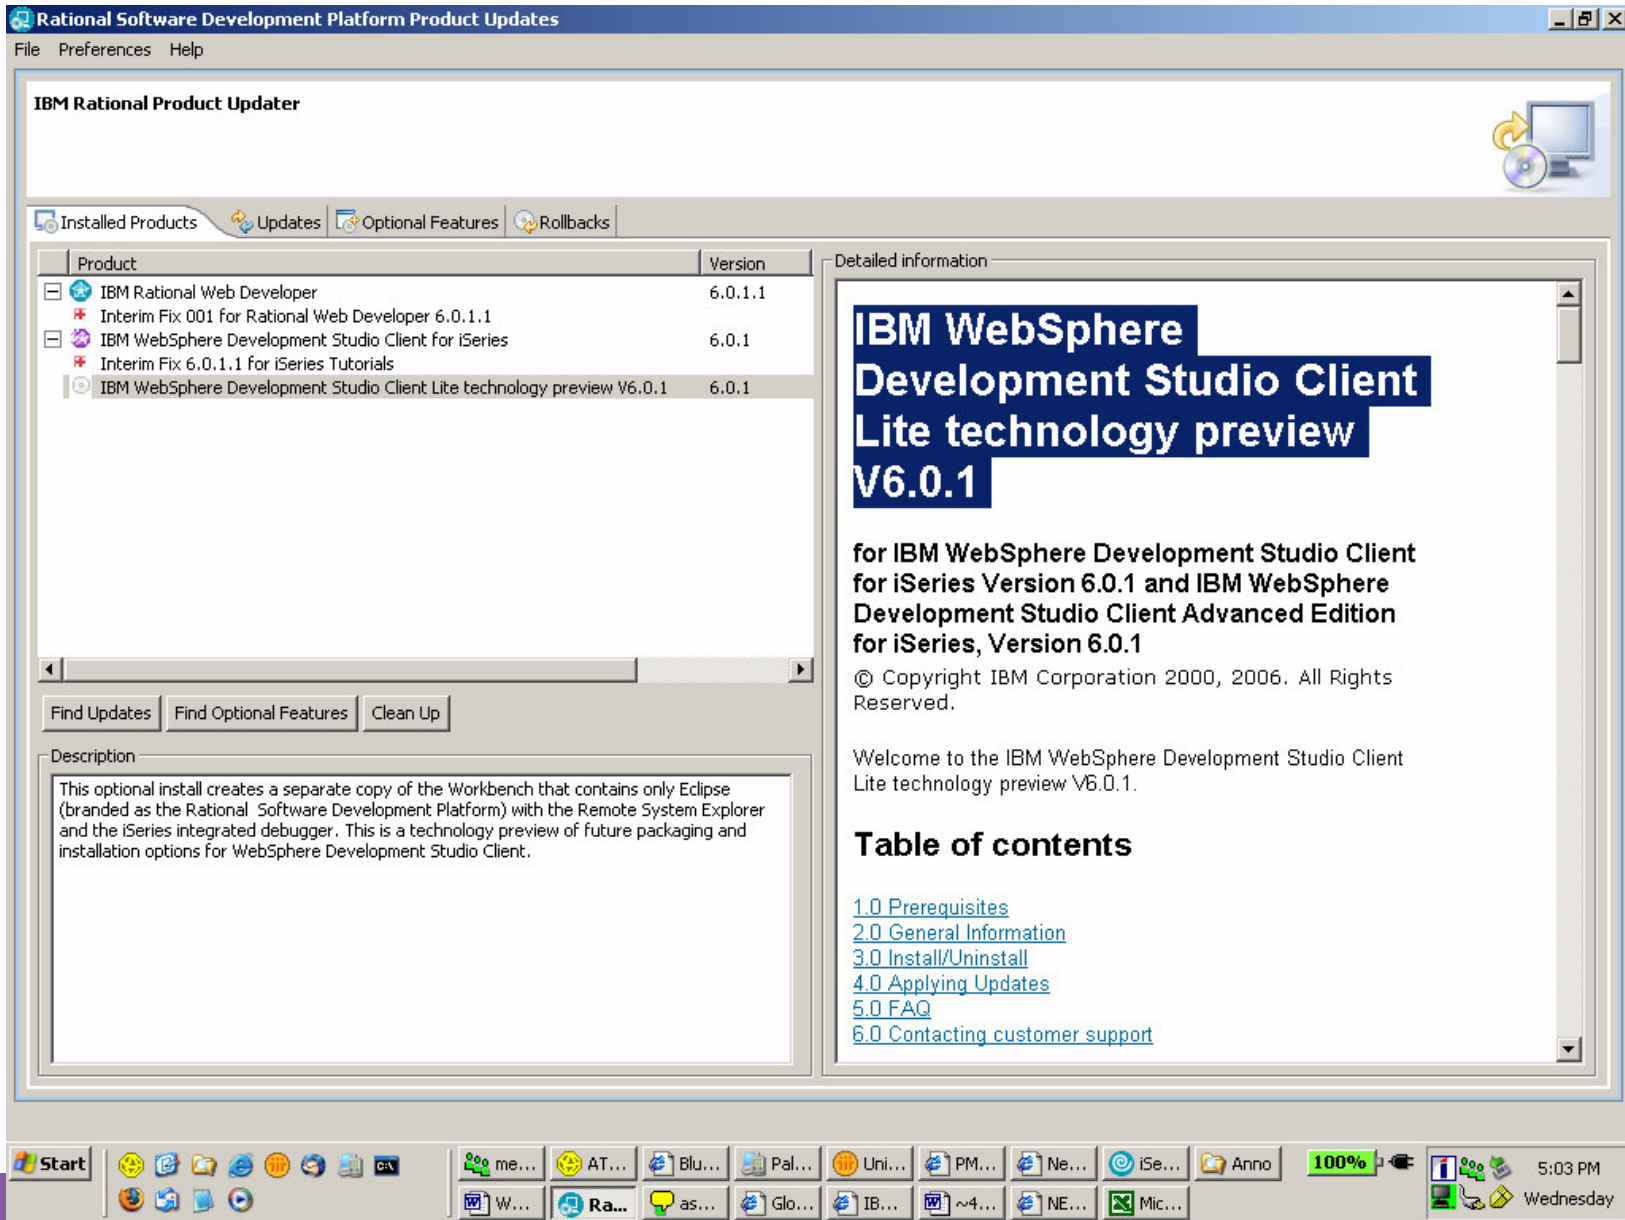 Rational Software Development Platform Product Updates
File Preferences Help
IBM Rational Product Updater
Installed Products Updates Optional Features Rollbacks
Product Version
IBM Rational Web Developer 6.0.1.1
Interim Fix 001 for Rational Web Developer 6.0.1.1
IBM WebSphere Development Studio Client for iSeries 6.0.1
Interim Fix 6.0.1.1 for iSeries Tutorials
IBM WebSphere Development Studio Client Lite technology preview V6.0.1 6.0.1
Find Updates Find Optional Features Clean Up
Description
This optional install creates a separate copy of the Workbench that contains only Eclipse
(branded as the Rational Software Development Platform) with the Remote System Explorer
and the iSeries integrated debugger. This is a technology preview of future packaging and
installation options for WebSphere Development Studio Client.
Detailed information
IBM WebSphere
Development Studio Client
Lite technology preview
V6.0.1
for IBM WebSphere Development Studio Client
for iSeries Version 6.0.1 and IBM WebSphere
Development Studio Client Advanced Edition
for iSeries, Version 6.0.1
© Copyright IBM Corporation 2000, 2006. All Rights
Reserved.
Welcome to the IBM WebSphere Development Studio Client
Lite technology preview V6.0.1.
Table of contents
1.0 Prerequisites
2.0 General Information
3.0 Install/Uninstall
4.0 Applying Updates
5.0 FAQ
6.0 Contacting customer support
Start me... AT... Blu... Pal... Uni... PM... Ne... iSe... Anno 100% 5:03 PM
W... Ra... as... Glo... IB... ~4... NE... Mic... Wednesday